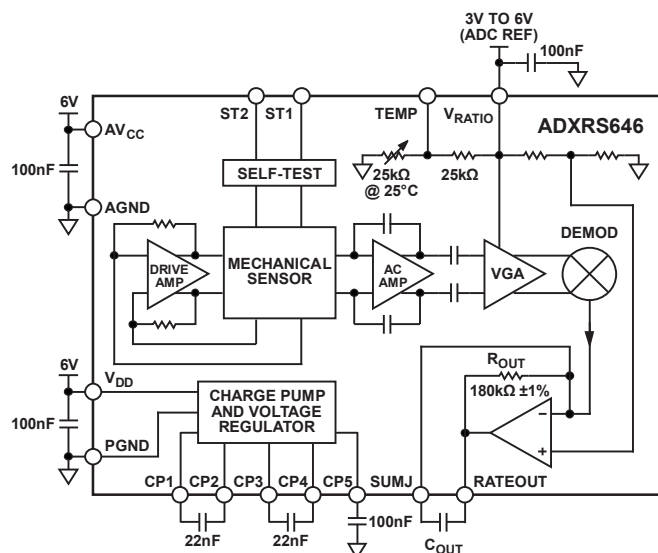 3V TO 6V
(ADC REF)
100nF
6V
ST2
ST1
TEMP
VRATIO
ADXRS646
AVCC
100nF
AGND
SELF-TEST
25kΩ
@ 25°C
25kΩ
DEMOD
DRIVE
AMP
MECHANICAL
SENSOR
AC
AMP
VGA
6V
VDD
100nF
PGND
CHARGE PUMP
AND VOLTAGE
REGULATOR
ROUT
180kΩ ±1%
–
+
CP1
CP2
CP3
CP4
CP5
SUMJ
RATEOUT
22nF
22nF
100nF
COUT